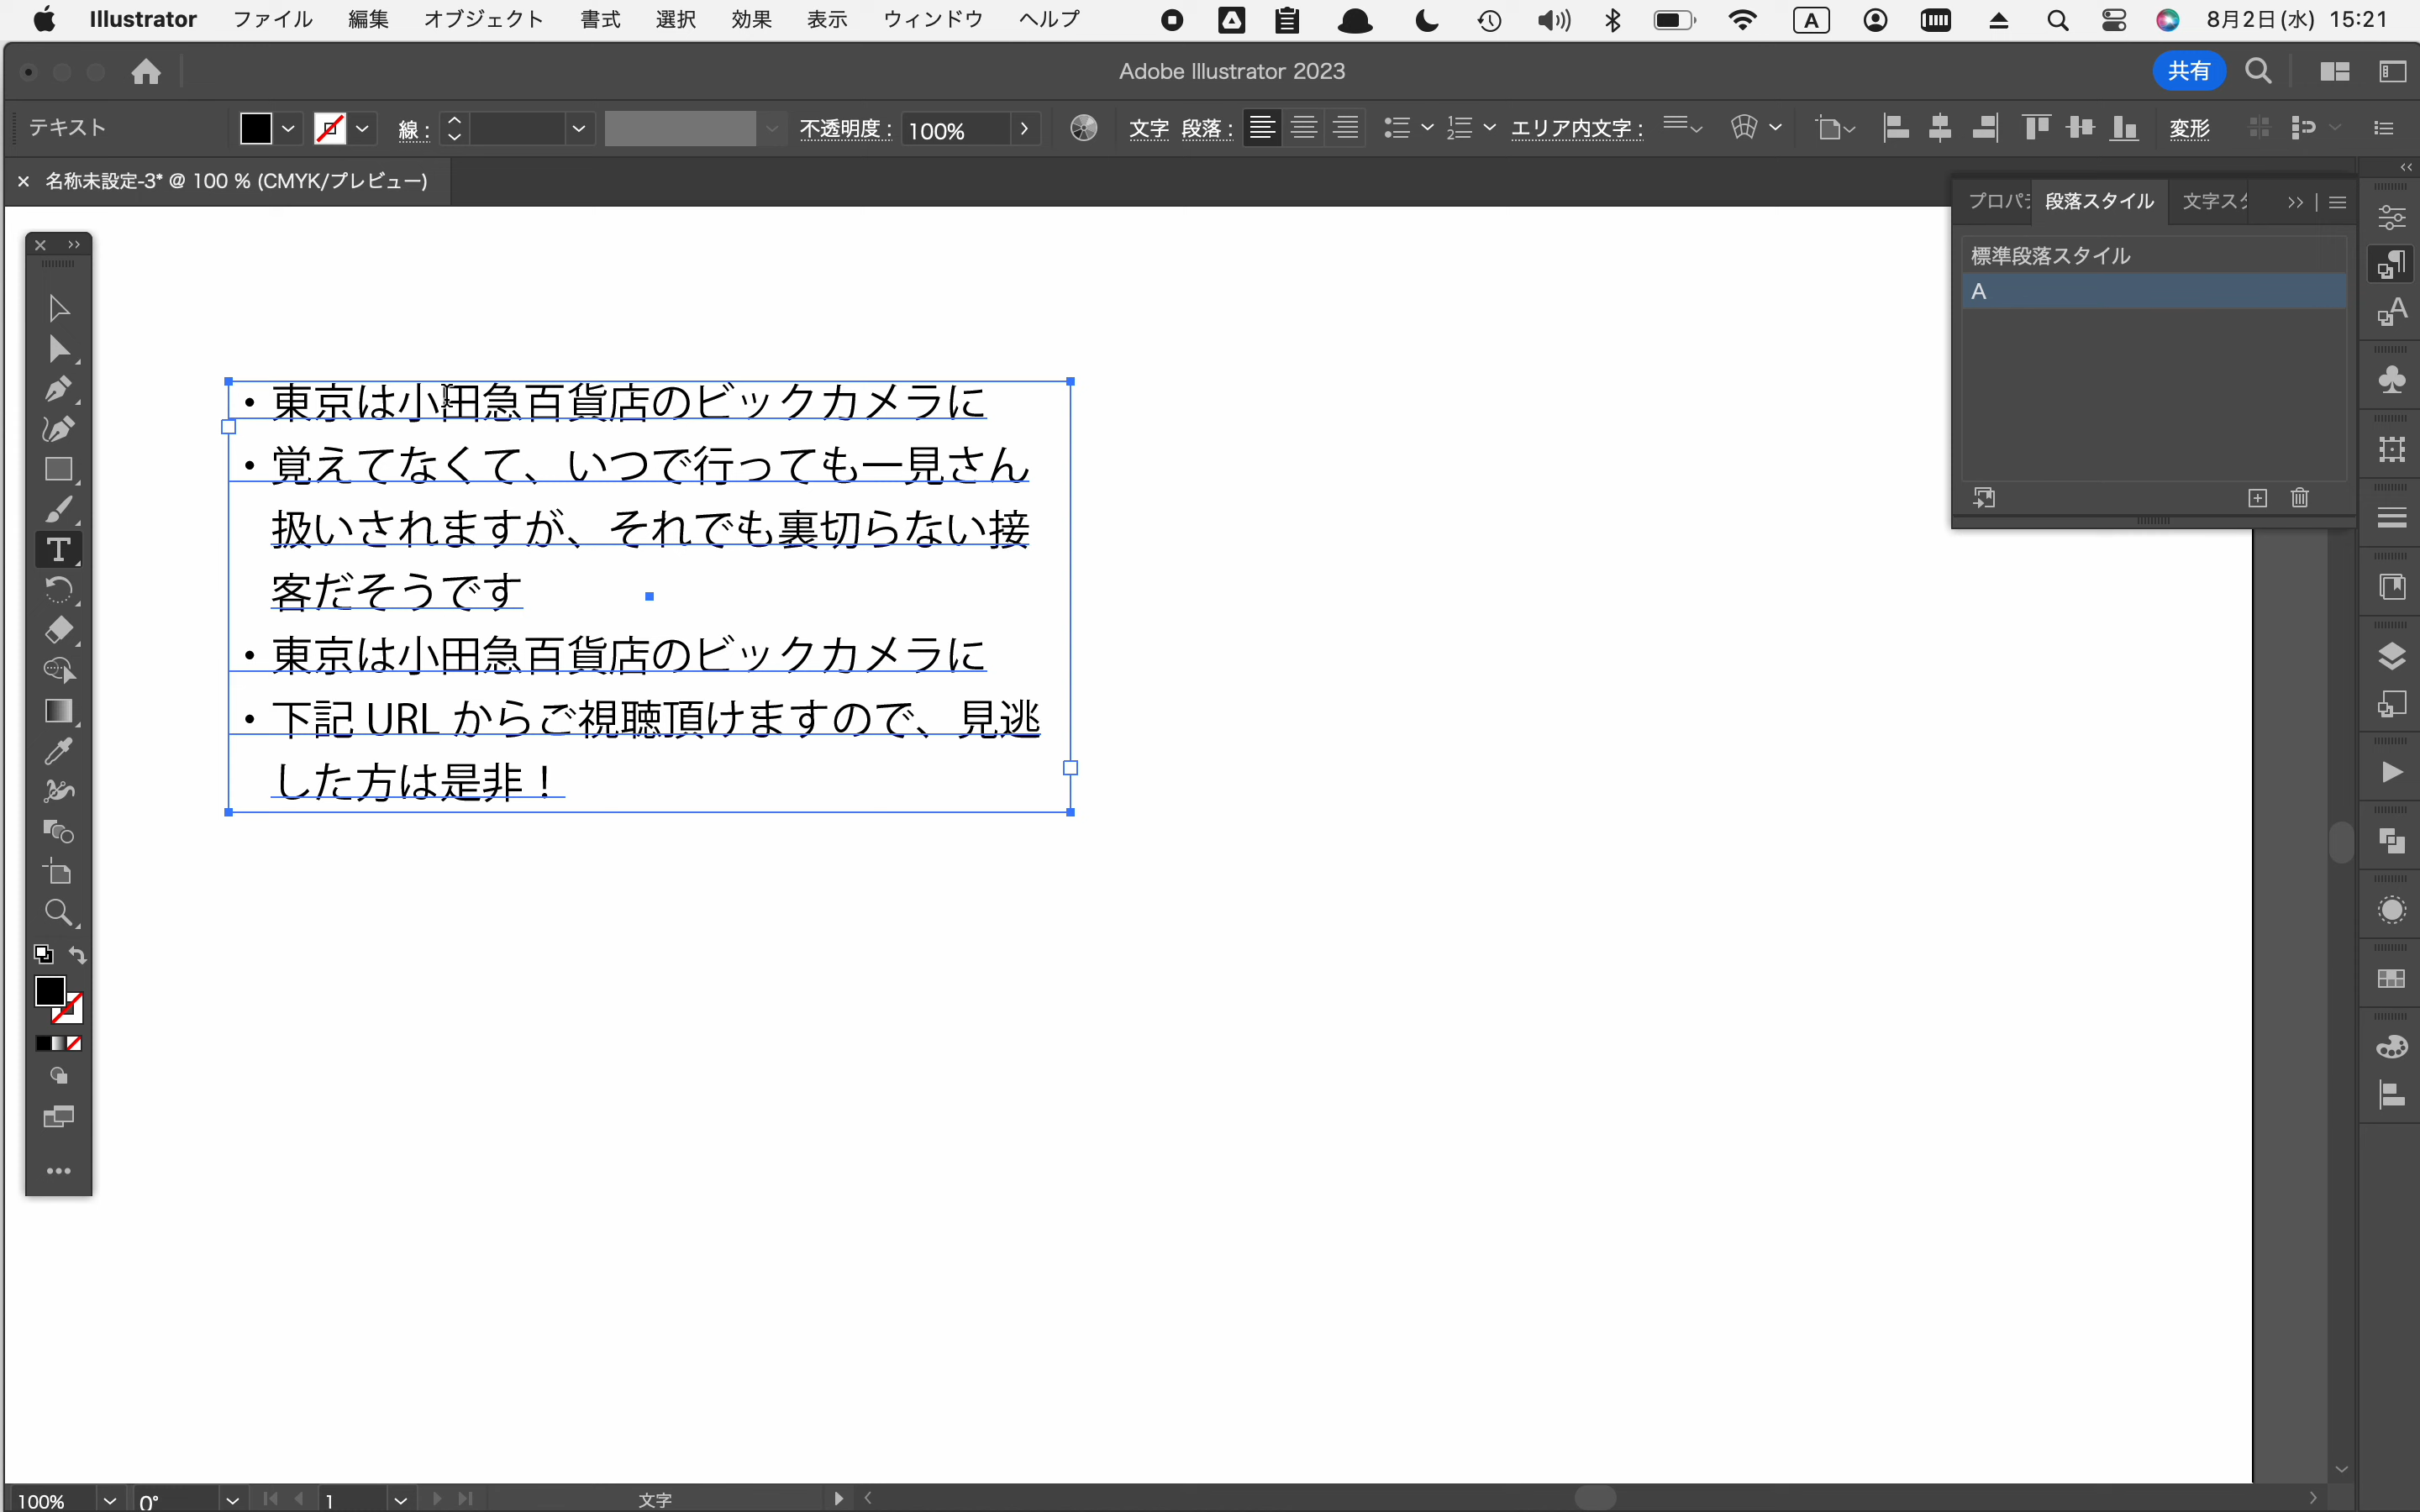 Illustrator ファイル 編集 オブジェクト 書式 選択 効果 表示 ウィンドウ ヘルプ A 8月2日(水) 15:21
Adobe Illustrator 2023 共有
テキスト 線: 不透明度: 100% 文字 段落: エリア内文字: 変形
× 名称未設定-3* @ 100 % (CMYK/プレビュー)
プロパテ 段落スタイル 文字スタ
標準段落スタイル
A
・東京は小田急百貨店のビックカメラに
・覚えてなくて、いつで行っても一見さん
扱いされますが、それでも裏切らない接
客だそうです
・東京は小田急百貨店のビックカメラに
・下記 URL からご視聴頂けますので、見逃
した方は是非！
100% 0° 1 文字